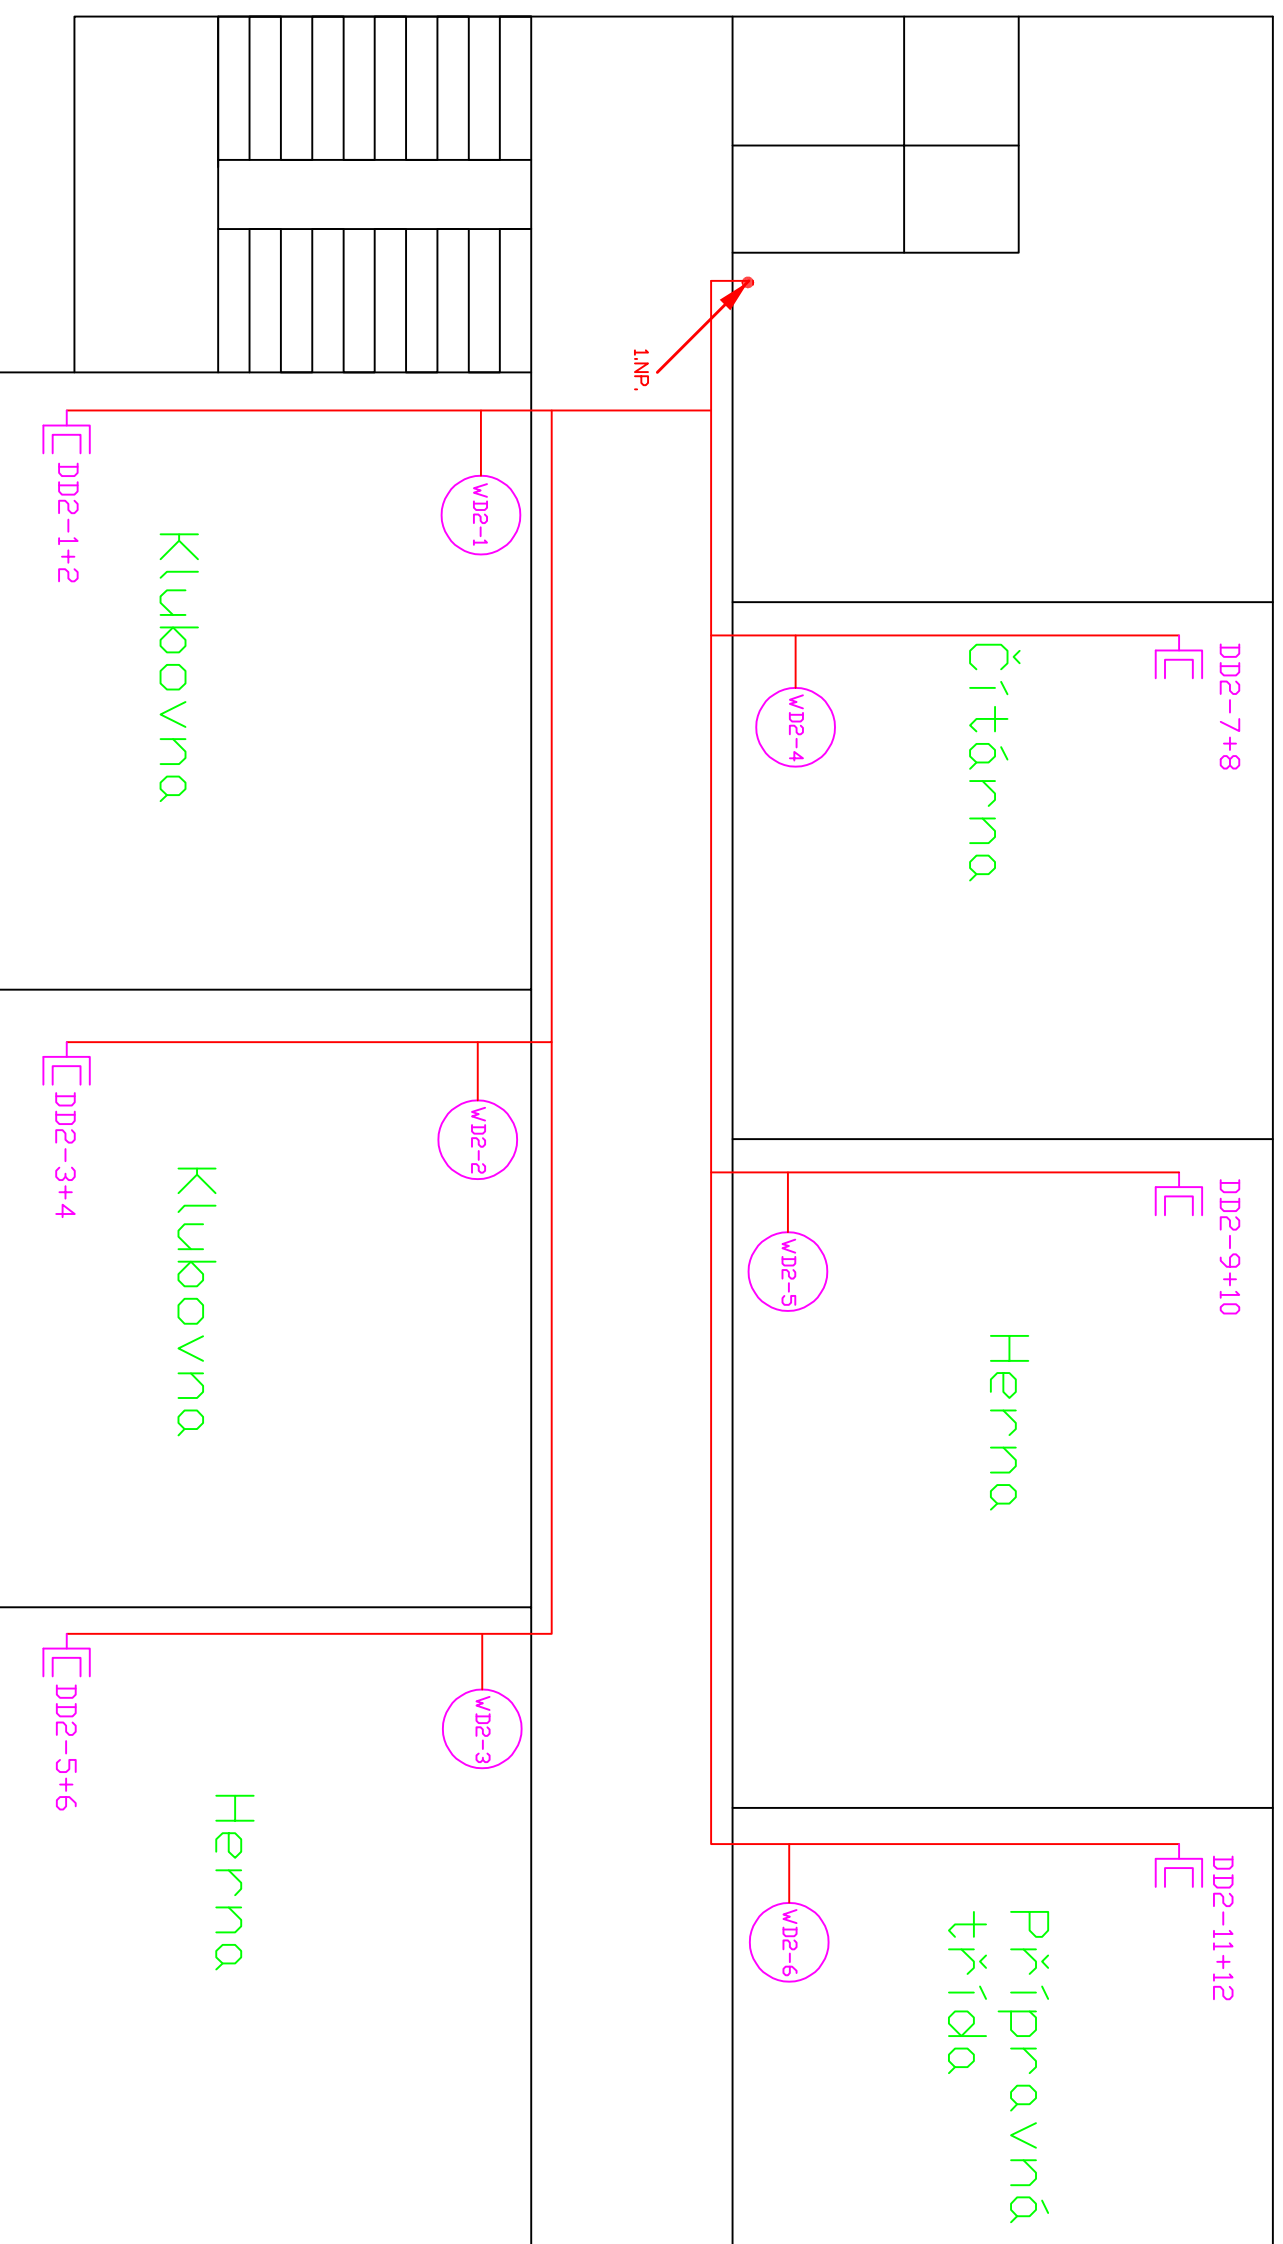 DD2-7+8
DD2-9+10
DD2-11+12
Čítárna
Herna
Přípravná
třída
WD2-4
WD2-5
WD2-6
1.NP.
WD2-1
WD2-2
WD2-3
Klubovna
Klubovna
Herna
DD2-1+2
DD2-3+4
DD2-5+6